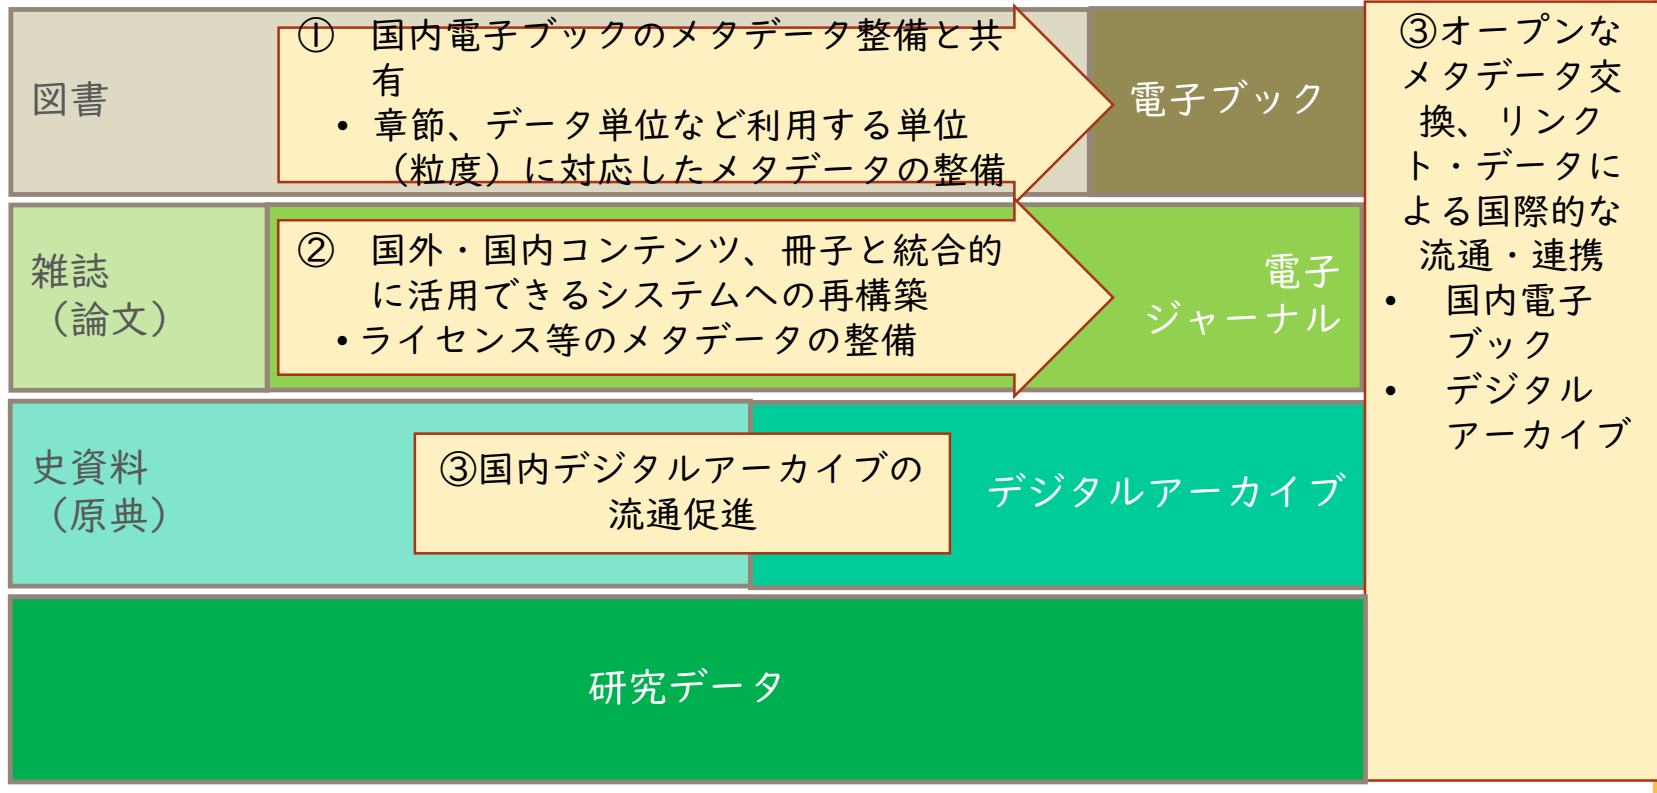 図書
① 国内電子ブックのメタデータ整備と共
有
• 章節、データ単位など利用する単位
（粒度）に対応したメタデータの整備
電子ブック
雑誌
（論文）
② 国外・国内コンテンツ、冊子と統合的
に活用できるシステムへの再構築
•ライセンス等のメタデータの整備
電子
ジャーナル
史資料
（原典）
③国内デジタルアーカイブの
流通促進
デジタルアーカイブ
研究データ
③オープンな
メタデータ交
換、リンク
ト・データに
よる国際的な
流通・連携
• 国内電子
ブック
• デジタル
アーカイブ